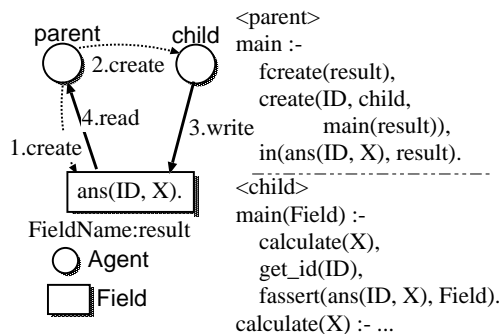 parent
child
2.create
4.read
3.write
1.create
ans(ID, X).
FieldName:result
Agent
Field
<parent>
main :-
fcreate(result),
create(ID, child,
main(result)),
in(ans(ID, X), result).
<child>
main(Field) :-
calculate(X),
get_id(ID),
fassert(ans(ID, X), Field).
calculate(X) :- ...